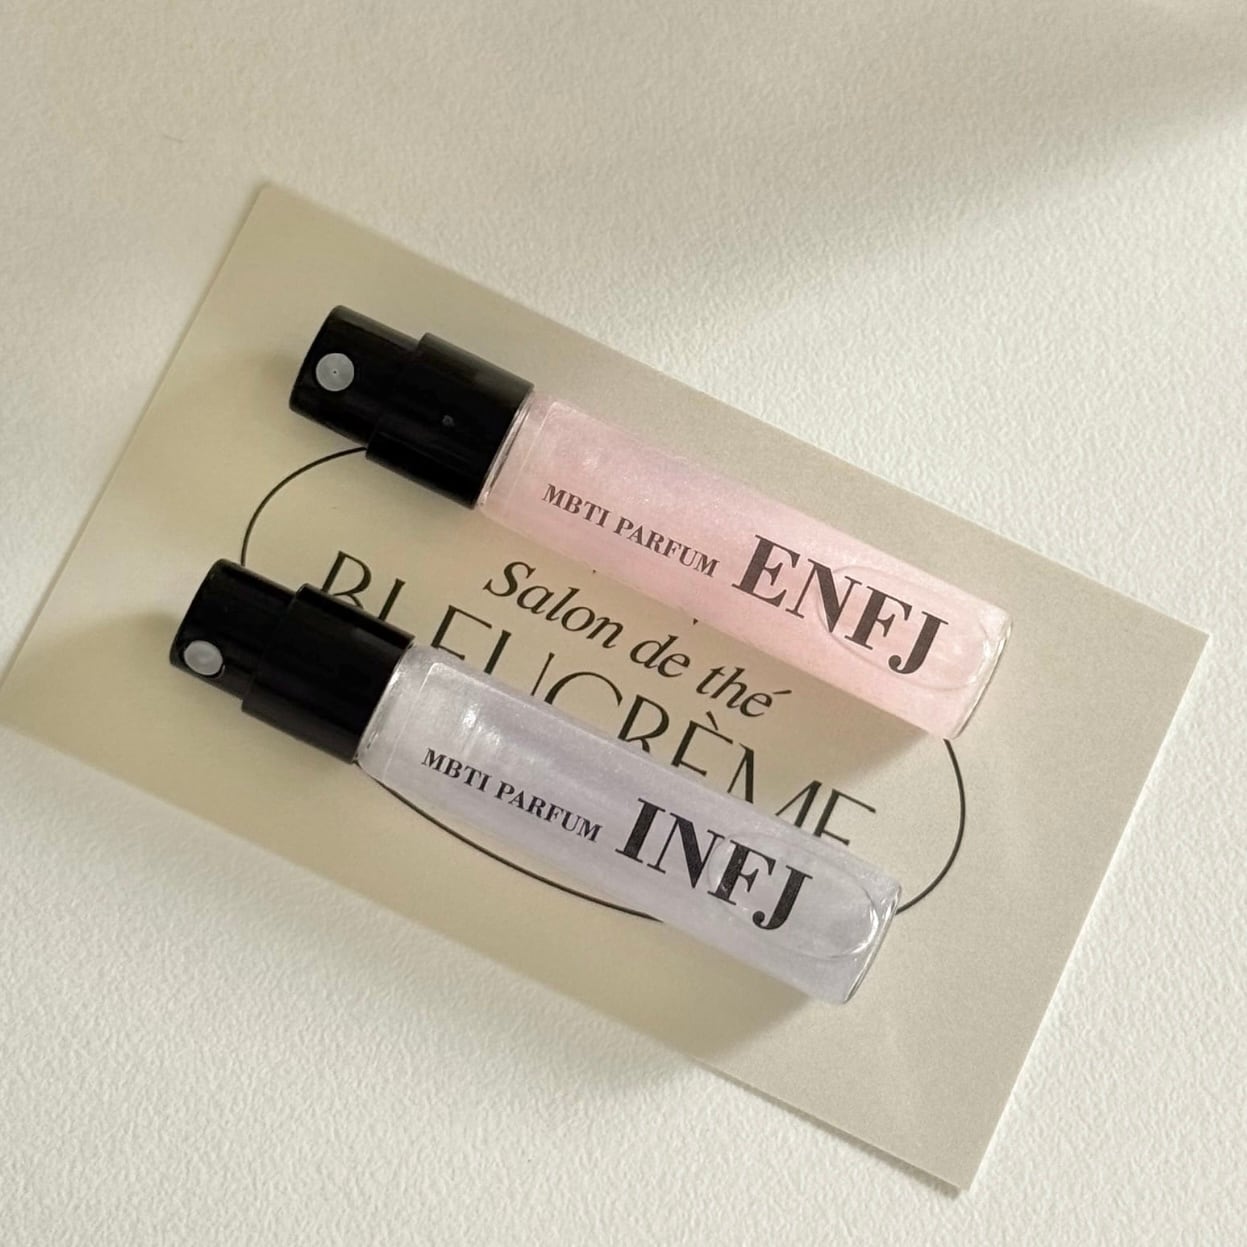 MBTI PARFUM ENFJ
Salon de thé
BLEUCRÈME
MBTI PARFUM INFJ